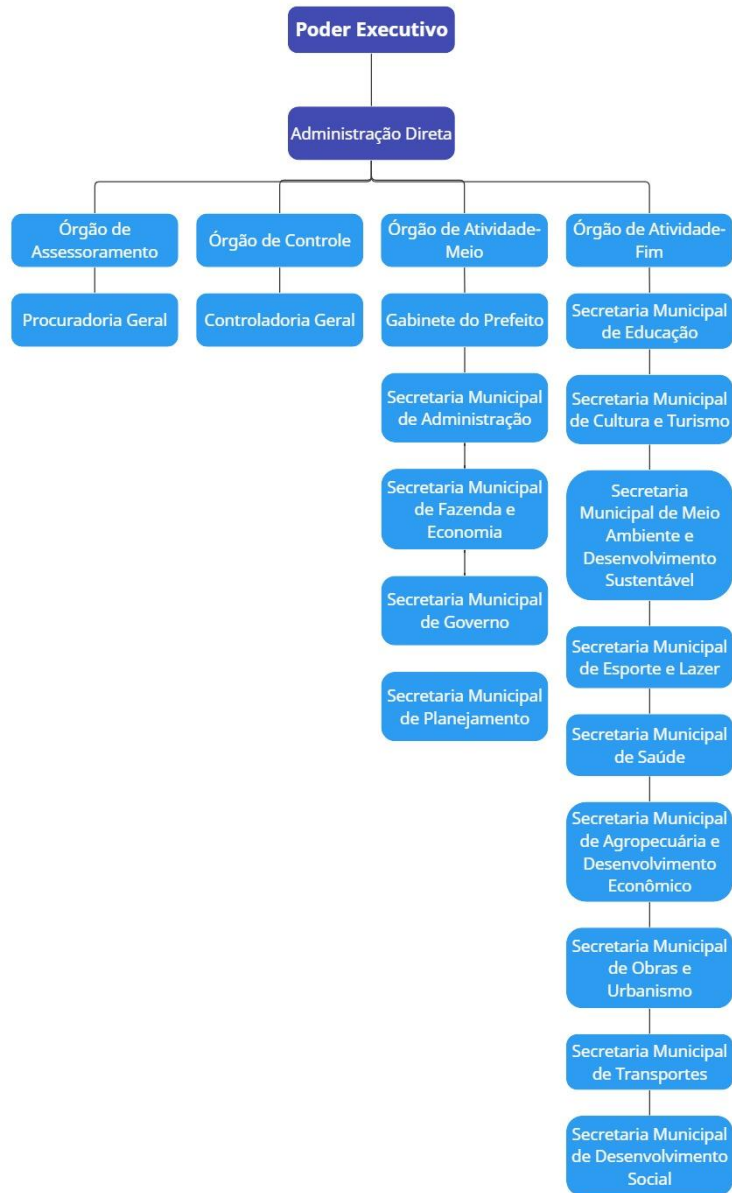 Poder Executivo
Administração Direta
Órgão de
Assessoramento
Procuradoria Geral
Órgão de Controle
Controladoria Geral
Órgão de Atividade-
Meio
Gabinete do Prefeito
Secretaria Municipal
de Administração
Secretaria Municipal
de Fazenda e
Economia
Secretaria Municipal
de Governo
Secretaria Municipal
de Planejamento
Órgão de Atividade-
Fim
Secretaria Municipal
de Educação
Secretaria Municipal
de Cultura e Turismo
Secretaria
Municipal de Meio
Ambiente e
Desenvolvimento
Sustentável
Secretaria Municipal
de Esporte e Lazer
Secretaria Municipal
de Saúde
Secretaria Municipal
de Agropecuária e
Desenvolvimento
Econômico
Secretaria Municipal
de Obras e
Urbanismo
Secretaria Municipal
de Transportes
Secretaria Municipal
de Desenvolvimento
Social